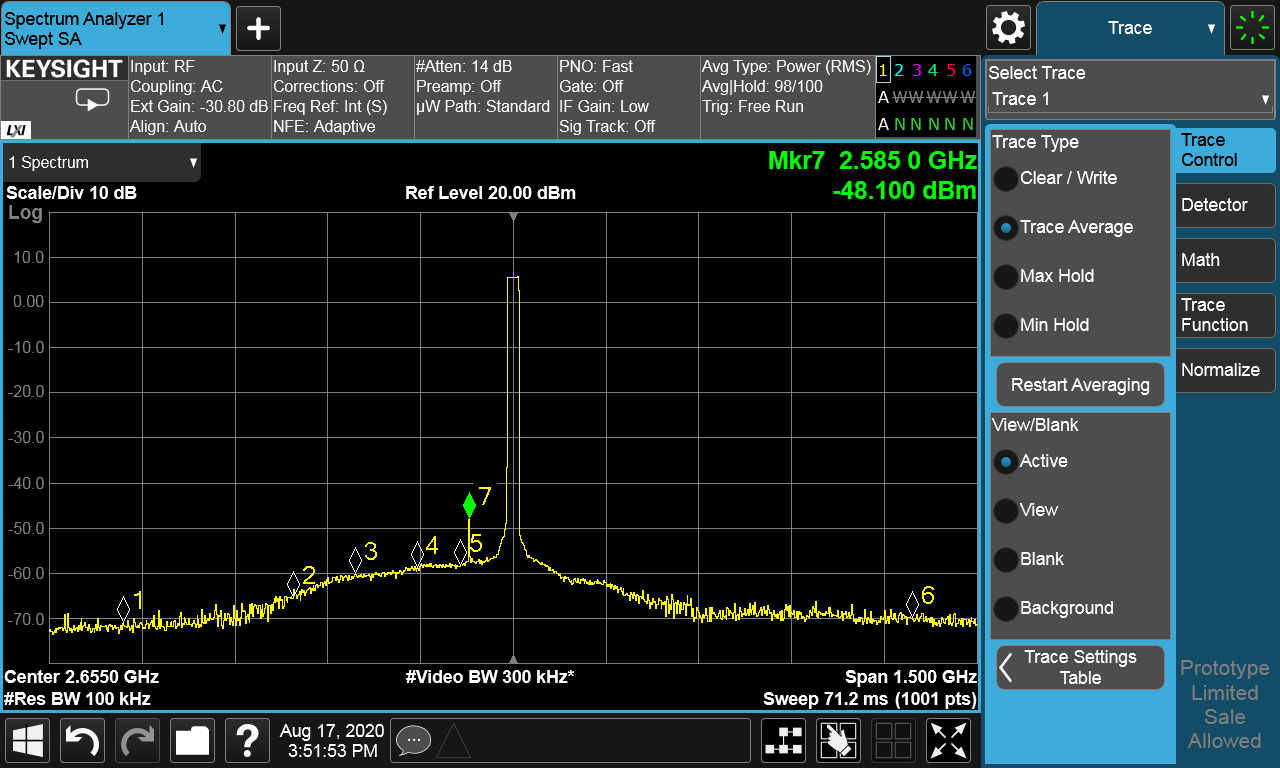 Spectrum Analyzer 1
Swept SA
+
Trace
KEYSIGHT
LXI
Input: RF
Coupling: AC
Ext Gain: -30.80 dB
Align: Auto
Input Z: 50 Ω
Corrections: Off
Freq Ref: Int (S)
NFE: Adaptive
#Atten: 14 dB
Preamp: Off
µW Path: Standard
PNO: Fast
Gate: Off
IF Gain: Low
Sig Track: Off
Avg Type: Power (RMS)
Avg|Hold: 98/100
Trig: Free Run
1 2 3 4 5 6
A W W W W W
A N N N N N
1 Spectrum
Mkr7 2.585 0 GHz
-48.100 dBm
Scale/Div 10 dB
Ref Level 20.00 dBm
Log
10.0
0.00
-10.0
-20.0
-30.0
-40.0
-50.0
-60.0
-70.0
1
2
3
4
5
7
6
Center 2.6550 GHz
#Video BW 300 kHz*
Span 1.500 GHz
#Res BW 100 kHz
Sweep 71.2 ms (1001 pts)
Select Trace
Trace 1
Trace Type
Clear / Write
Trace Average
Max Hold
Min Hold
Restart Averaging
View/Blank
Active
View
Blank
Background
Trace Settings
Table
Trace
Control
Detector
Math
Trace
Function
Normalize
Prototype
Limited
Sale
Allowed
?
Aug 17, 2020
3:51:53 PM